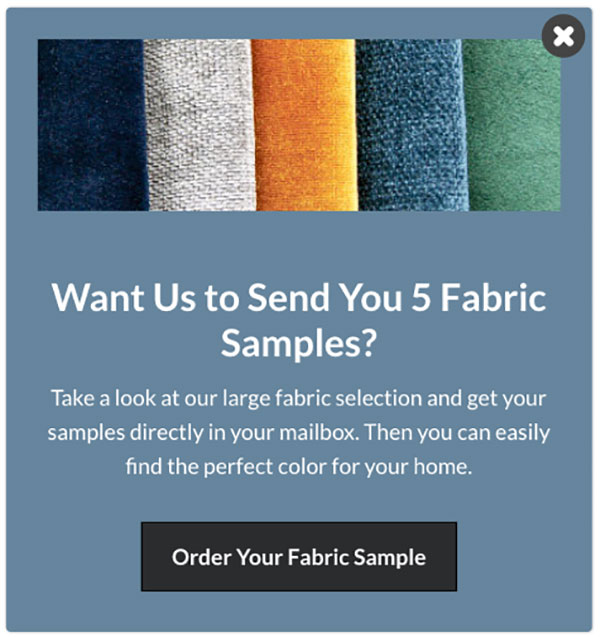 Want Us to Send You 5 Fabric
Samples?
Take a look at our large fabric selection and get your
samples directly in your mailbox. Then you can easily
find the perfect color for your home.
Order Your Fabric Sample